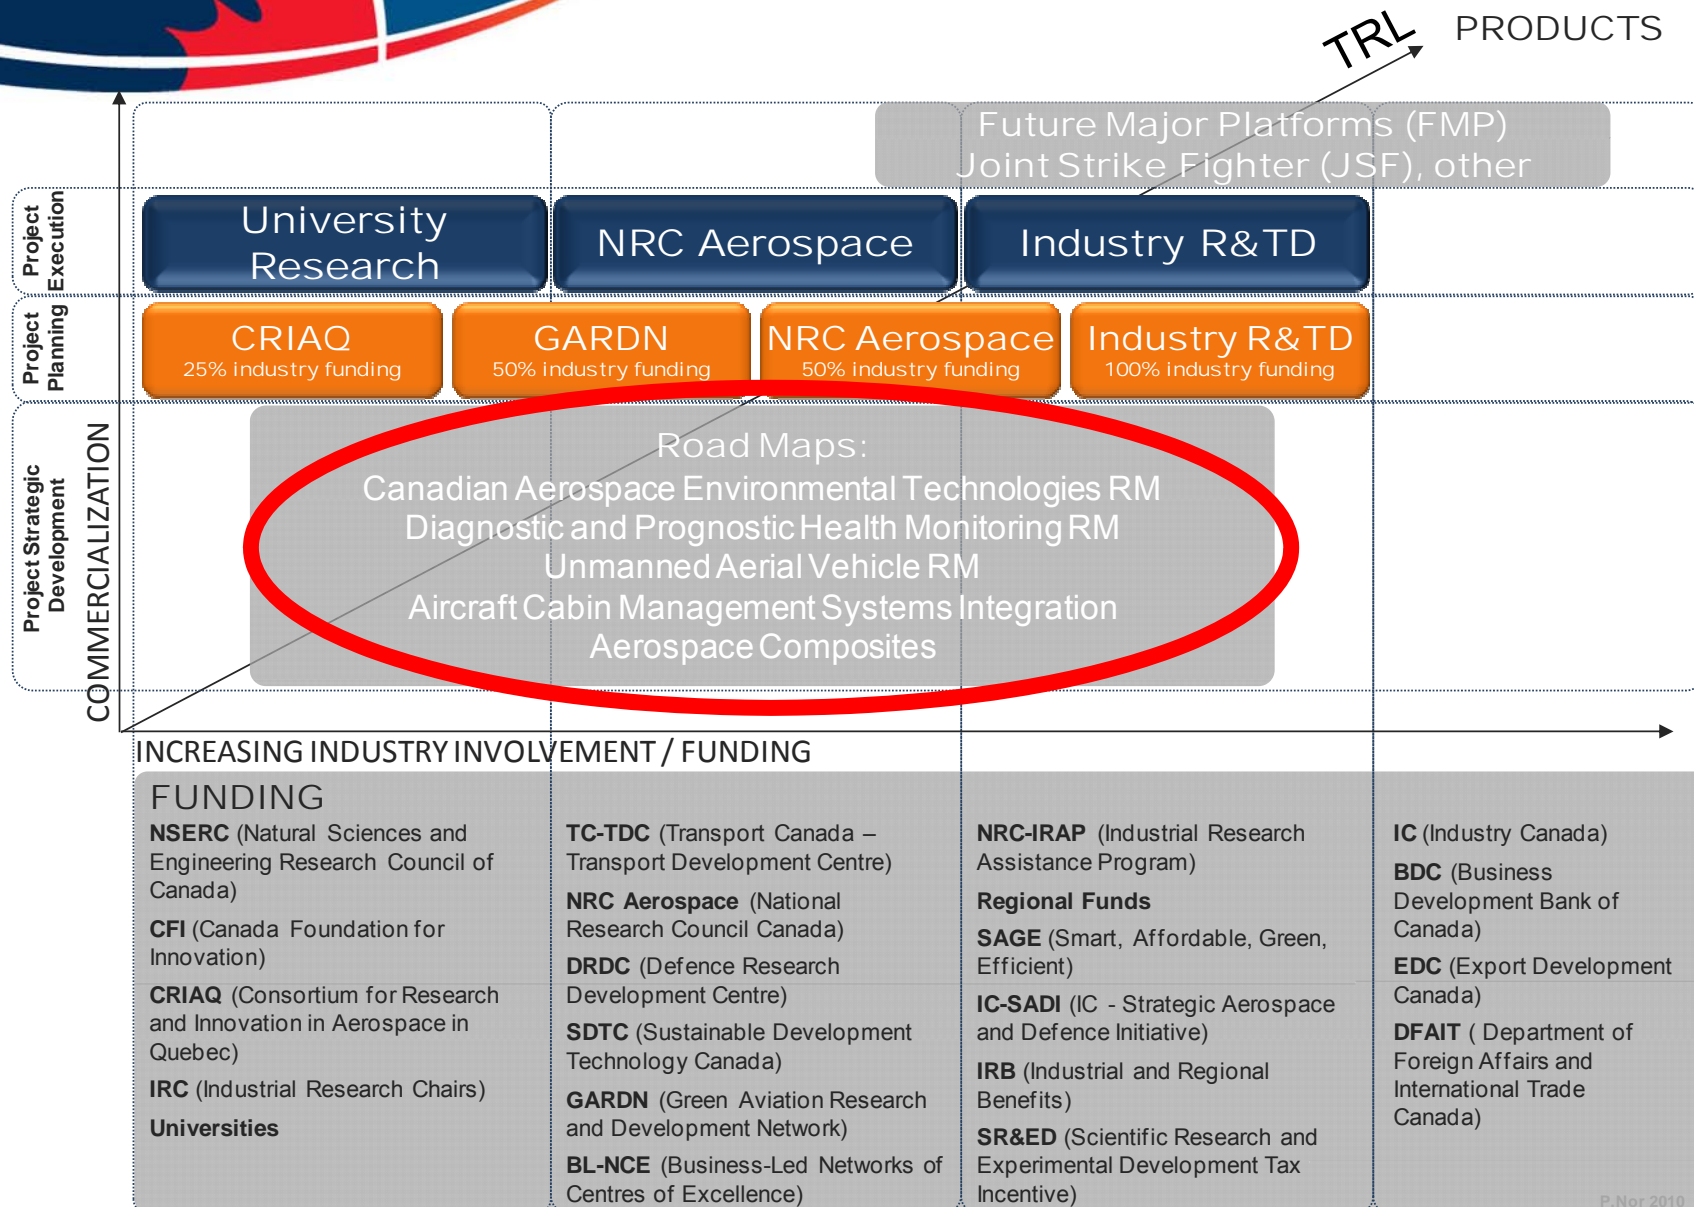 TRL
PRODUCTS
Future Major Platforms (FMP)
Joint Strike Fighter (JSF), other
Project
Execution
University
Research
NRC Aerospace
Industry R&TD
Project
Planning
CRIAQ
25% industry funding
GARDN
50% industry funding
NRC Aerospace
50% industry funding
Industry R&TD
100% industry funding
Project Strategic
Development
COMMERCIALIZATION
Road Maps:
Canadian Aerospace Environmental Technologies RM
Diagnostic and Prognostic Health Monitoring RM
Unmanned Aerial Vehicle RM
Aircraft Cabin Management Systems Integration
Aerospace Composites
INCREASING INDUSTRY INVOLVEMENT / FUNDING
FUNDING
NSERC (Natural Sciences and
Engineering Research Council of
Canada)
CFI (Canada Foundation for
Innovation)
CRIAQ (Consortium for Research
and Innovation in Aerospace in
Quebec)
IRC (Industrial Research Chairs)
Universities
TC-TDC (Transport Canada –
Transport Development Centre)
NRC Aerospace (National
Research Council Canada)
DRDC (Defence Research
Development Centre)
SDTC (Sustainable Development
Technology Canada)
GARDN (Green Aviation Research
and Development Network)
BL-NCE (Business-Led Networks of
Centres of Excellence)
NRC-IRAP (Industrial Research
Assistance Program)
Regional Funds
SAGE (Smart, Affordable, Green,
Efficient)
IC-SADI (IC - Strategic Aerospace
and Defence Initiative)
IRB (Industrial and Regional
Benefits)
SR&ED (Scientific Research and
Experimental Development Tax
Incentive)
IC (Industry Canada)
BDC (Business
Development Bank of
Canada)
EDC (Export Development
Canada)
DFAIT ( Department of
Foreign Affairs and
International Trade
Canada)
P.Nor 2010